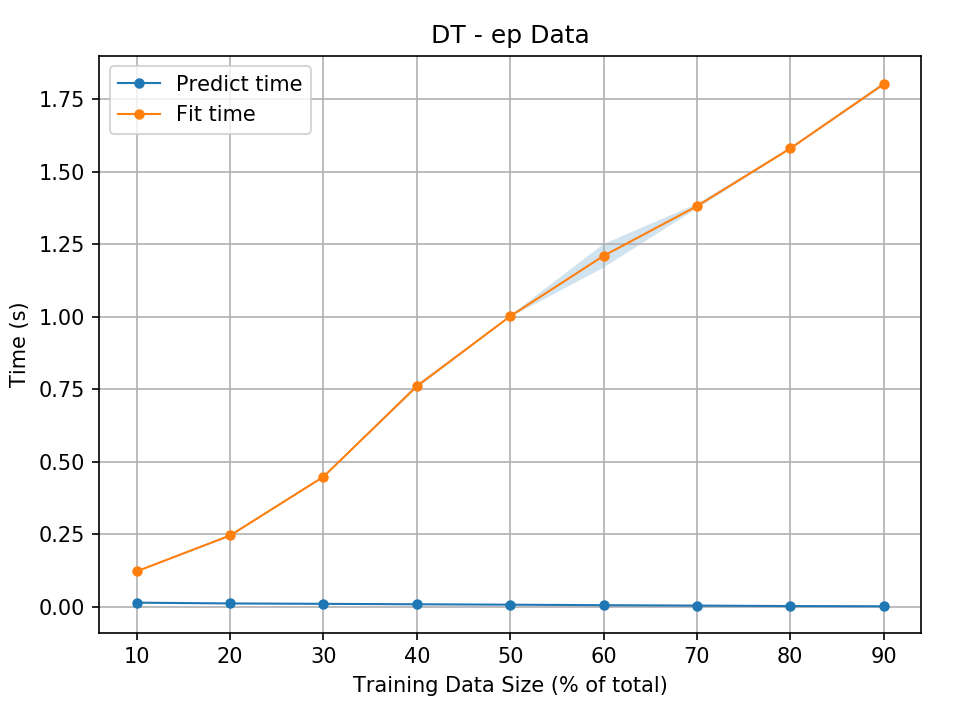 DT - ep Data
Predict time
Fit time
1.75
1.50
1.25
1.00
0.75
0.50
0.25
0.00
Time (s)
10 20 30 40 50 60 70 80 90
Training Data Size (% of total)